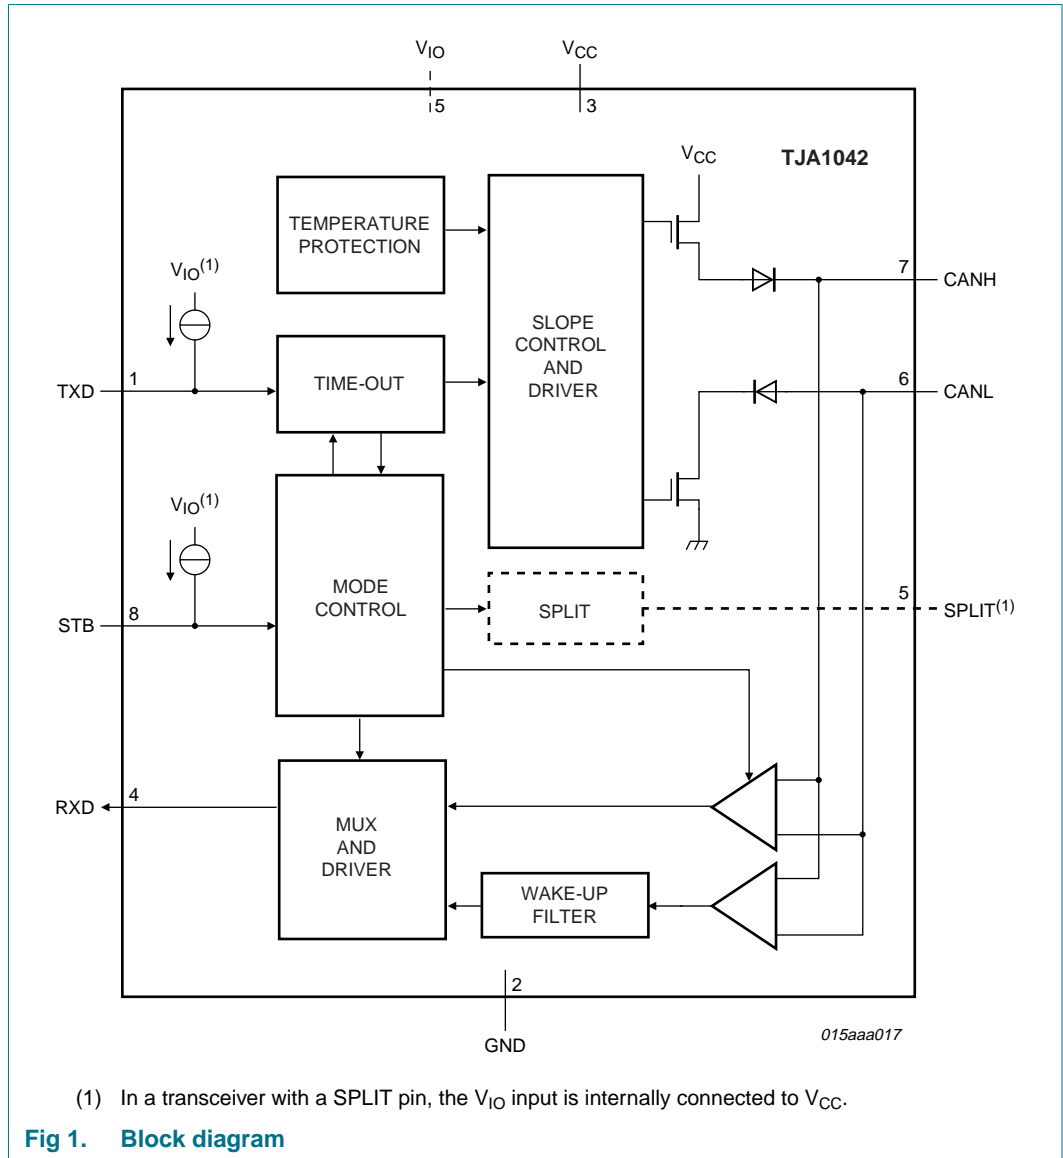 VIO
VCC
5
3
VCC
TJA1042
TEMPERATURE
PROTECTION
VIO(1)
7
CANH
SLOPE
CONTROL
AND
DRIVER
1
TXD
TIME-OUT
6
CANL
VIO(1)
MODE
CONTROL
SPLIT
5
SPLIT(1)
8
STB
4
RXD
MUX
AND
DRIVER
WAKE-UP
FILTER
2
GND
015aaa017
(1) In a transceiver with a SPLIT pin, the VIO input is internally connected to VCC.
Fig 1. Block diagram